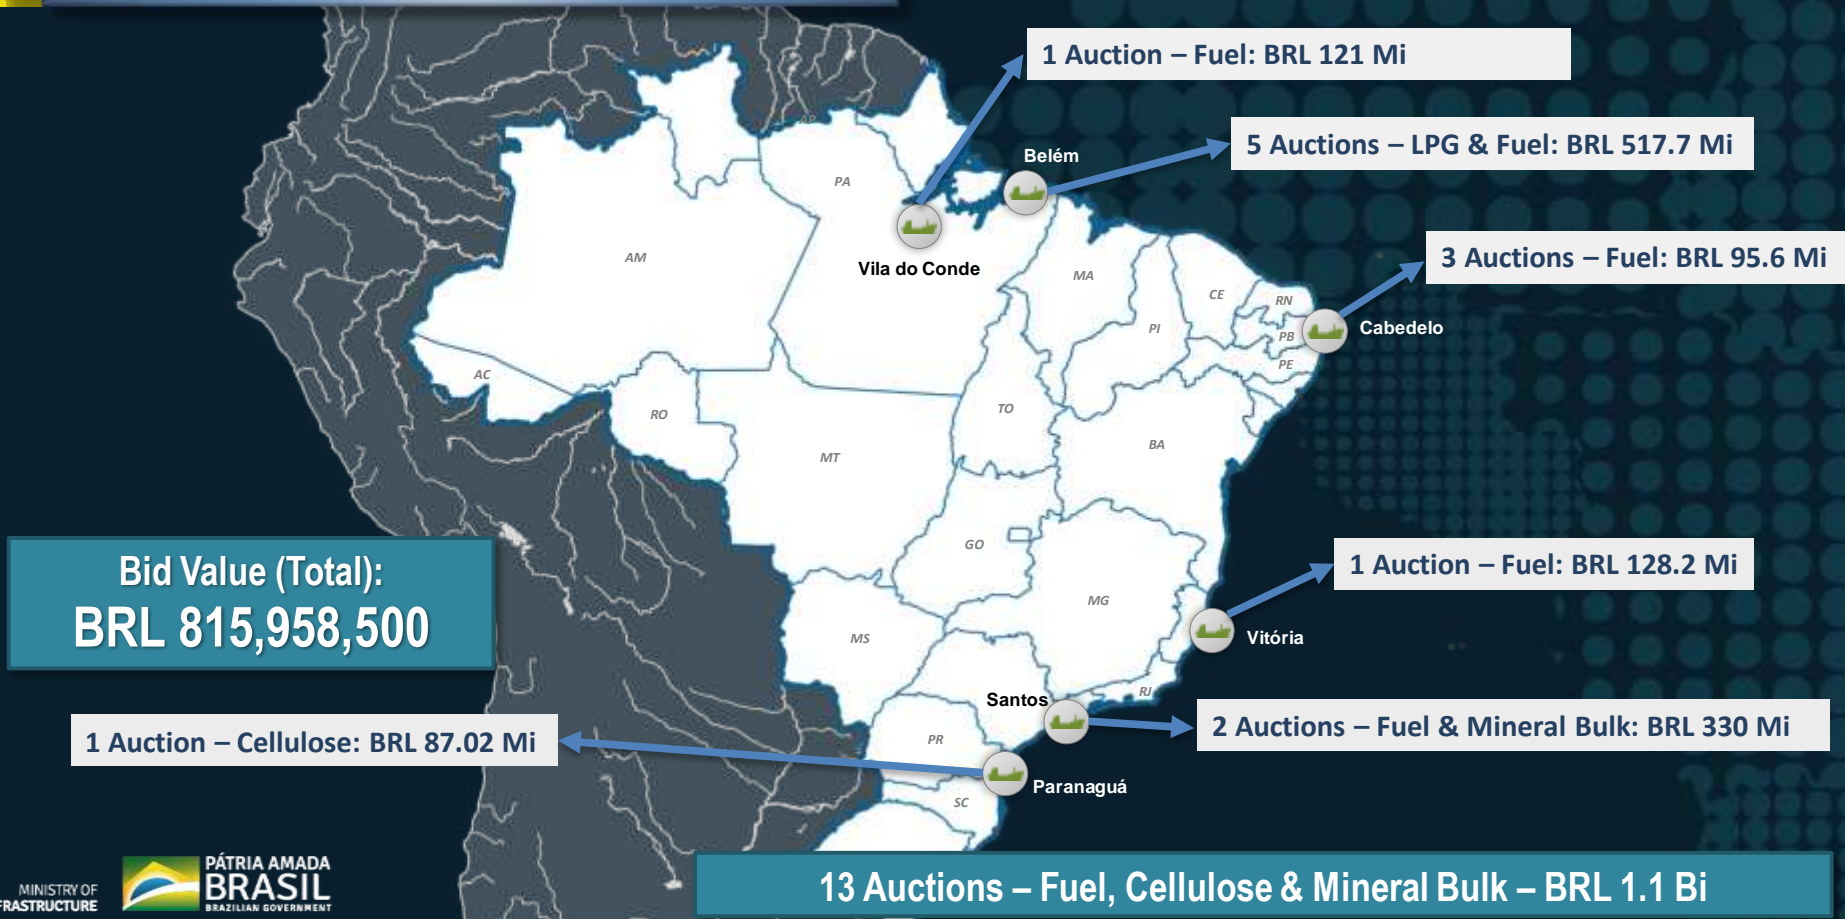 1 Auction – Fuel: BRL 121 Mi
5 Auctions – LPG & Fuel: BRL 517.7 Mi
Belém
AP
PA
Vila do Conde
AM
3 Auctions – Fuel: BRL 95.6 Mi
MA
CE
RN
Cabedelo
PI
PB
PE
AC
RO
TO
BA
MT
GO
1 Auction – Fuel: BRL 128.2 Mi
Bid Value (Total):
BRL 815,958,500
MG
MS
Vitória
Santos
RJ
2 Auctions – Fuel & Mineral Bulk: BRL 330 Mi
1 Auction – Cellulose: BRL 87.02 Mi
PR
Paranaguá
SC
13 Auctions – Fuel, Cellulose & Mineral Bulk – BRL 1.1 Bi
MINISTRY OF
FRASTRUCTURE
PÁTRIA AMADA
BRASIL
BRAZILIAN GOVERNMENT